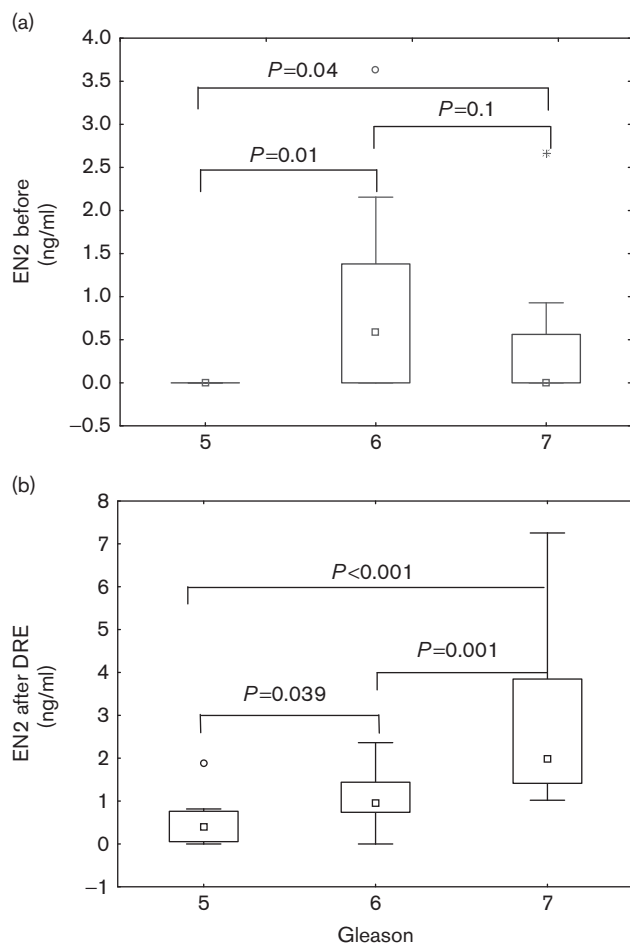 (a)
4.0
3.5
3.0
2.5
2.0
1.5
1.0
0.5
0.0
−0.5
EN2 before
(ng/ml)
P=0.04
P=0.1
P=0.01
5 6 7
(b)
8
7
6
5
4
3
2
1
0
−1
EN2 after DRE
(ng/ml)
P<0.001
P=0.001
P=0.039
5 6 7
Gleason